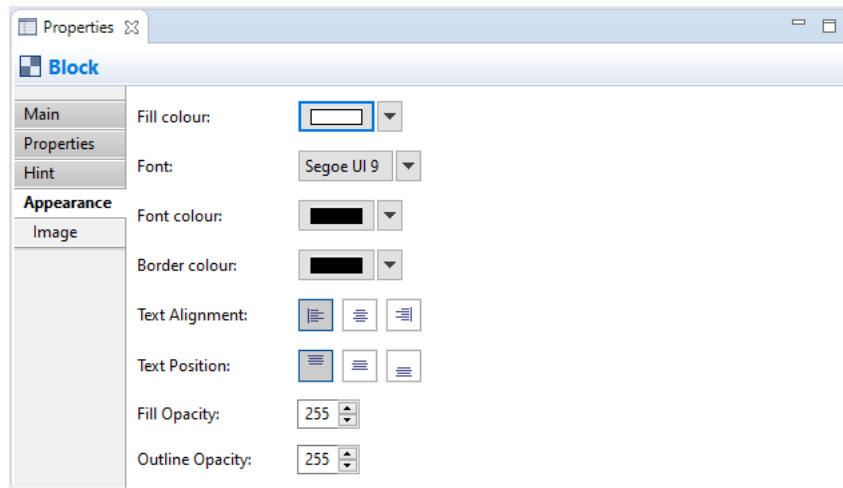 Properties
Block
Main
Properties
Hint
Appearance
Image
Fill colour:
Font: Segoe UI 9
Font colour:
Border colour:
Text Alignment:
Text Position:
Fill Opacity: 255
Outline Opacity: 255